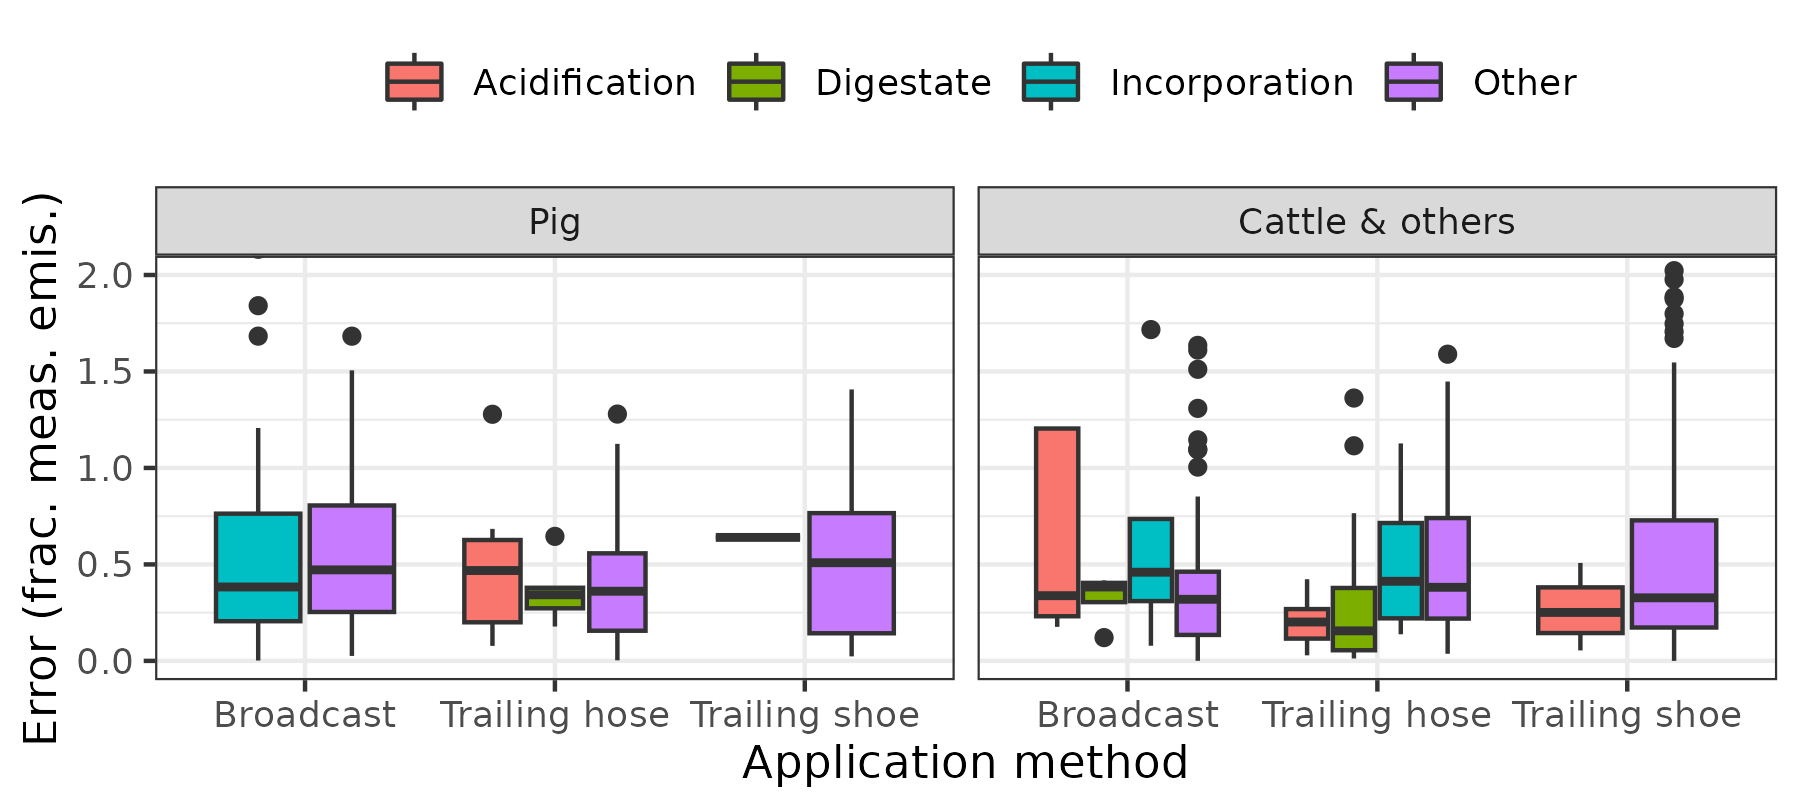 Acidification Digestate Incorporation Other
Pig Cattle & others
Error (frac. meas. emis.)
2.0
1.5
1.0
0.5
0.0
Broadcast Trailing hose Trailing shoe Broadcast Trailing hose Trailing shoe
Application method